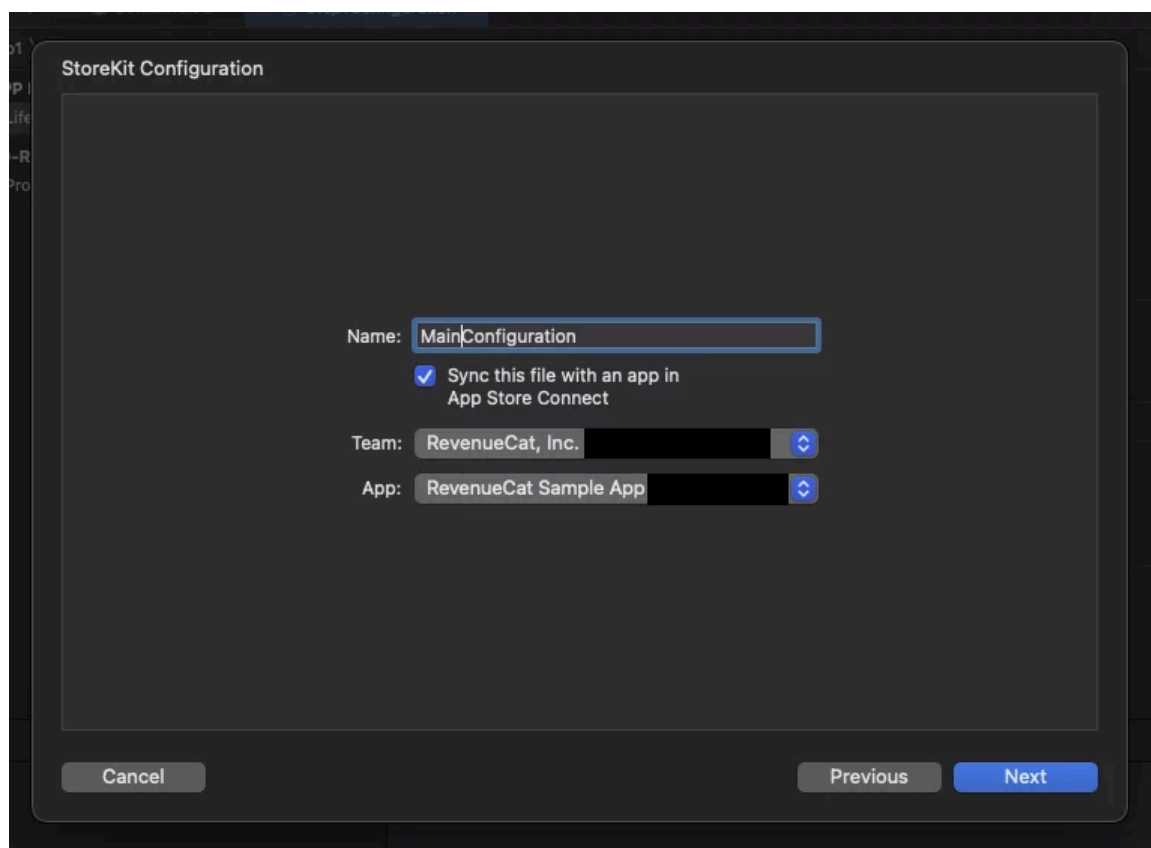 StoreKit Configuration
Name: MainConfiguration
Sync this file with an app in
App Store Connect
Team: RevenueCat, Inc.
App: RevenueCat Sample App
Cancel Previous Next